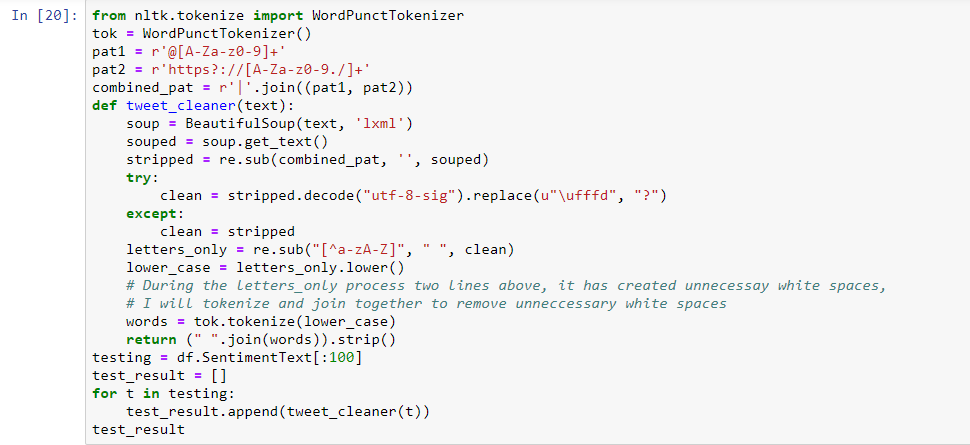 In [20]: from nltk.tokenize import WordPunctTokenizer
tok = WordPunctTokenizer()
pat1 = r'@[A-Za-z0-9]+'
pat2 = r'https?://[A-Za-z0-9./]+'
combined_pat = r'|'.join((pat1, pat2))
def tweet_cleaner(text):
    soup = BeautifulSoup(text, 'lxml')
    souped = soup.get_text()
    stripped = re.sub(combined_pat, '', souped)
    try:
        clean = stripped.decode("utf-8-sig").replace(u"\ufffd", "?")
    except:
        clean = stripped
    letters_only = re.sub("[^a-zA-Z]", " ", clean)
    lower_case = letters_only.lower()
    # During the letters_only process two lines above, it has created unnecessay white spaces,
    # I will tokenize and join together to remove unneccessary white spaces
    words = tok.tokenize(lower_case)
    return (" ".join(words)).strip()
testing = df.SentimentText[:100]
test_result = []
for t in testing:
    test_result.append(tweet_cleaner(t))
test_result